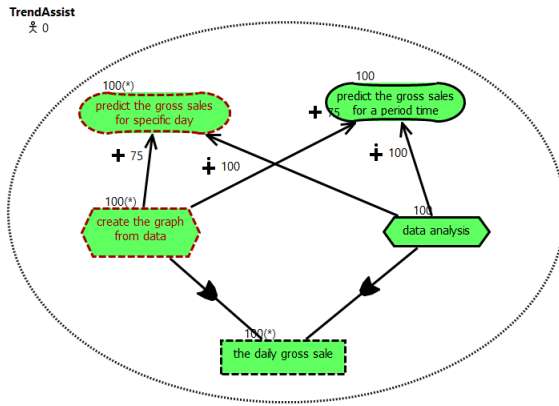 TrendAssist
0
100(*)
predict the gross sales
for specific day
100
predict the gross sales
for a period time
75
75
100
100
100(*)
create the graph
from data
100
data analysis
100(*)
the daily gross sale